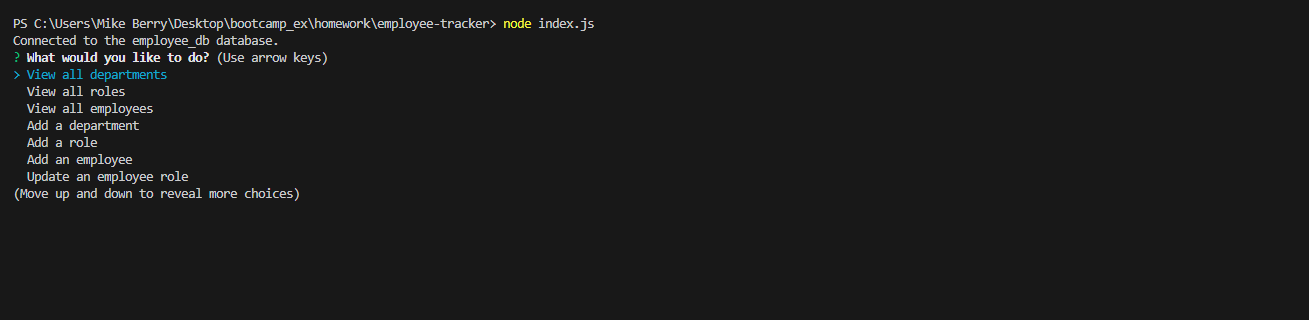 PS C:\Users\Mike Berry\Desktop\bootcamp_ex\homework\employee-tracker> node index.js
Connected to the employee_db database.
? What would you like to do? (Use arrow keys)
> View all departments
View all roles
View all employees
Add a department
Add a role
Add an employee
Update an employee role
(Move up and down to reveal more choices)